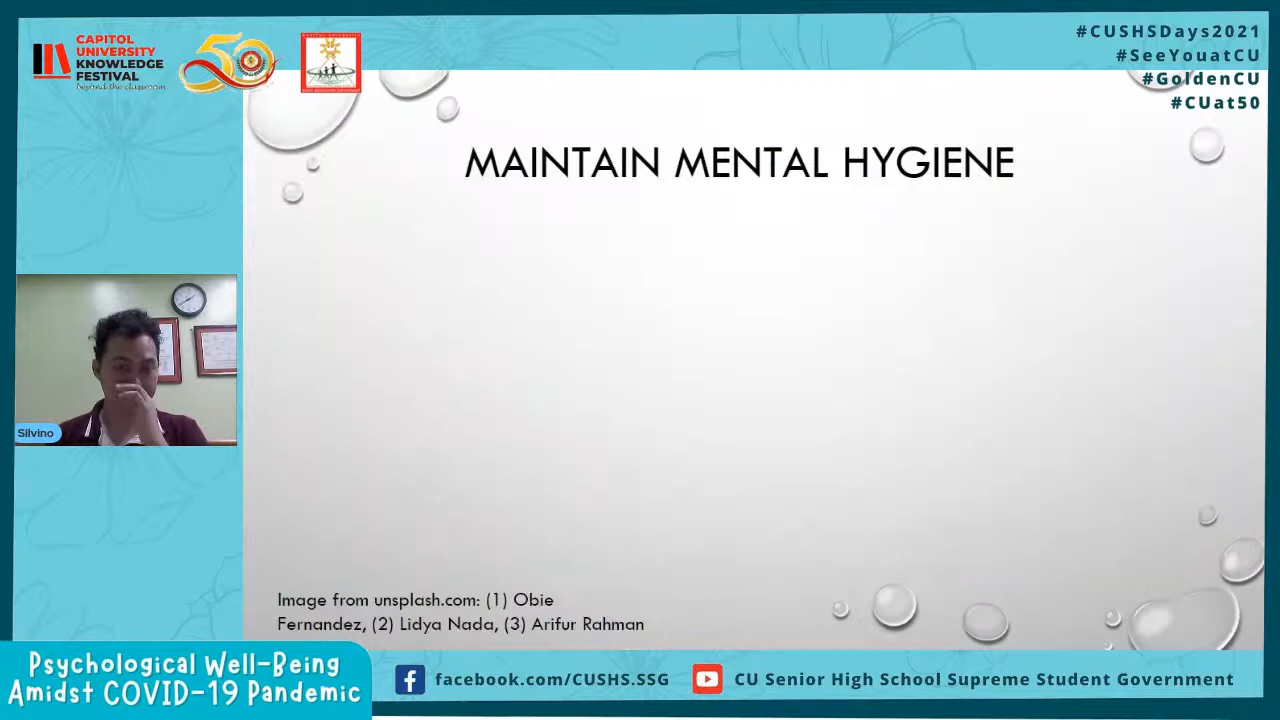 CAPITOL
UNIVERSITY
KNOWLEDGE
FESTIVAL
beyond the classroom
50
#CUSHSDays2021
#SeeYouatCU
#GoldenCU
#CUat50
MAINTAIN MENTAL HYGIENE
Silvino
Image from unsplash.com: (1) Obie
Fernandez, (2) Lidya Nada, (3) Arifur Rahman
Psychological Well-Being
Amidst COVID-19 Pandemic
facebook.com/CUSHS.SSG
CU Senior High School Supreme Student Government